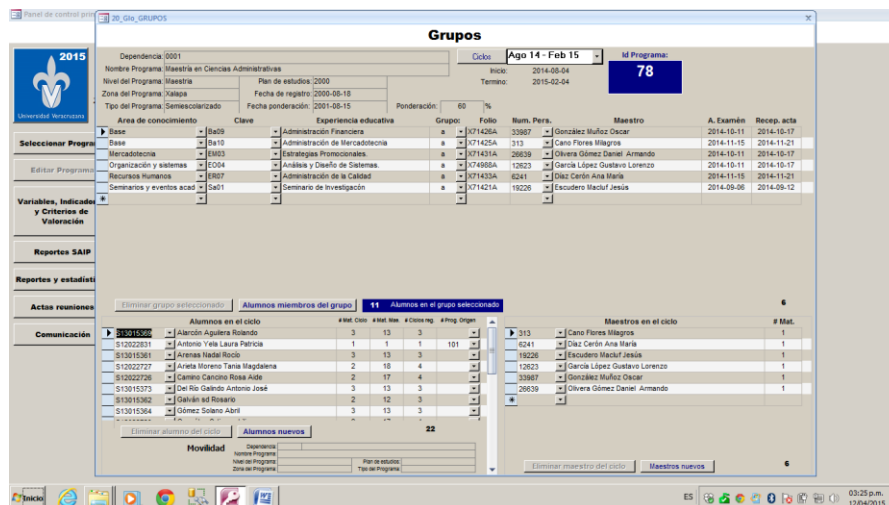 Panel de control prin
20_Glo_GRUPOS
Grupos
2015
Universidad Veracruzana
Seleccionar Progra
Editar Programa
Variables, Indicador
y Criterios de
Valoración
Reportes SAIP
Reportes y estadísti
Actas reuniones
Comunicación
Dependencia: 0001
Nombre Programa: Maestría en Ciencias Administrativas
Nivel del Programa: Maestría Plan de estudios: 2000
Zona del Programa: Xalapa Fecha de registro: 2000-08-18
Tipo del Programa: Semiescolarizado Fecha ponderación: 2001-08-15 Ponderación: 60 %
Ciclos Ago 14 - Feb 15
Inicio: 2014-08-04
Termino: 2015-02-04
Id Programa:
78
Area de conocimiento Clave Experiencia educativa Grupo: Folio Num. Pers. Maestro A. Exámen Recep. acta
Base Ba09 Administración Financiera a X71426A 33987 González Muñoz Oscar 2014-10-11 2014-10-17
Base Ba10 Administración de Mercadotecnia a X71425A 313 Cano Flores Milagros 2014-11-15 2014-11-21
Mercadotecnia EM03 Estrategias Promocionales. a X71431A 26639 Olivera Gómez Daniel Armando 2014-10-11 2014-10-17
Organización y sistemas EO04 Análisis y Diseño de Sistemas. a X74988A 12623 García López Gustavo Lorenzo 2014-10-11 2014-10-17
Recursos Humanos ER07 Administración de la Calidad a X71433A 6241 Díaz Cerón Ana María 2014-11-15 2014-11-21
Seminarios y eventos acad Sa01 Seminario de Investigacón a X71421A 19226 Escudero Macluf Jesús 2014-09-06 2014-09-12
Eliminar grupo seleccionado Alumnos miembros del grupo 11 Alumnos en el grupo seleccionado 6
Alumnos en el ciclo # Mat. Ciclo # Mat. Max. # Ciclos reg. # Prog. Origen
S13015369 Alarcón Aguilera Rolando 3 13 3
S12022831 Antonio Yela Laura Patricia 1 1 1 101
S13015361 Arenas Nadal Rocío 3 13 3
S12022727 Arieta Moreno Tania Magdalena 2 18 4
S12022726 Camino Cancino Rosa Aide 2 17 4
S13015373 Del Río Galindo Antonio José 3 13 3
S13015362 Galván sd Rosario 2 12 3
S13015364 Gómez Solano Abril 3 13 3
Eliminar alumno del ciclo Alumnos nuevos 22
Movilidad
Dependencia:
Nombre Programa:
Nivel del Programa: Plan de estudios:
Zona del Programa: Tipo del Programa:
Maestros en el ciclo # Mat.
313 Cano Flores Milagros 1
6241 Díaz Cerón Ana María 1
19226 Escudero Macluf Jesús 1
12623 García López Gustavo Lorenzo 1
33987 González Muñoz Oscar 1
26639 Olivera Gómez Daniel Armando 1
Eliminar maestro del ciclo Maestros nuevos 6
Inicio
ES
03:25 p.m.
12/04/2015